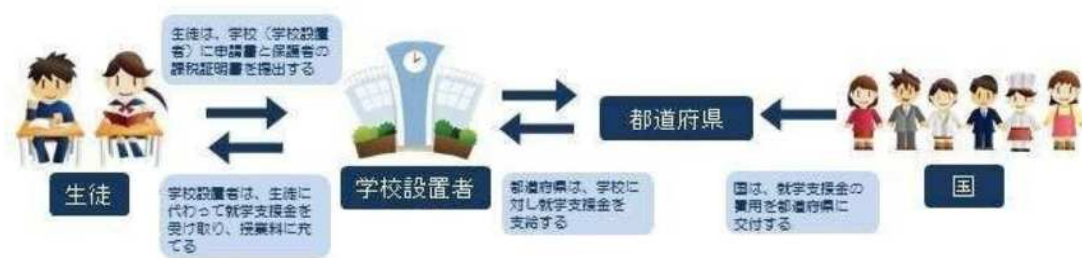 生徒は、学校（学校設置
者）に申請書と保護者の
課税証明書を提出する
生徒
学校設置者は、生徒に
代わって就学支援金を
受け取り、授業料に充
てる
学校設置者
都道府県は、学校に
対し就学支援金を
支給する
都道府県
国は、就学支援金の
費用を都道府県に
交付する
国